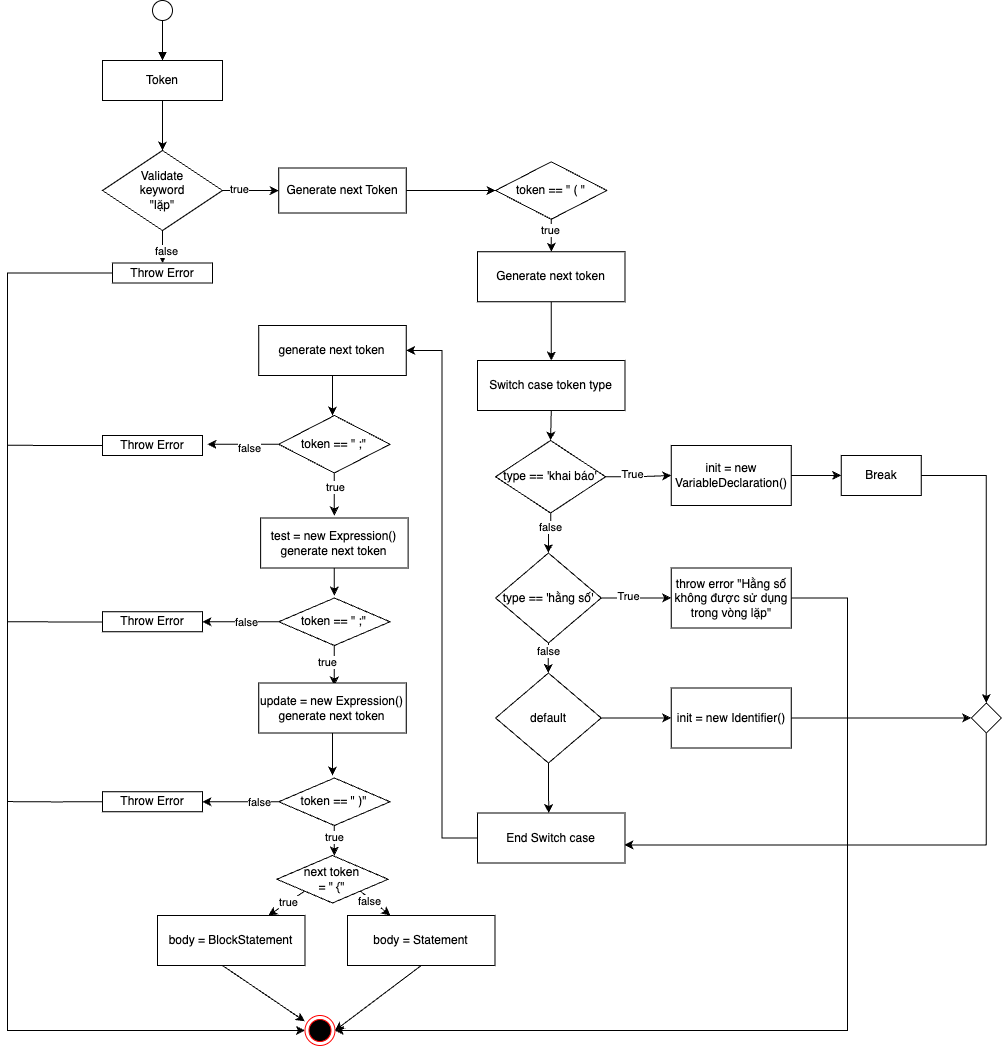 Token
Validate
keyword
"lặp"
true
Generate next Token
token == " ( "
true
false
Throw Error
Generate next token
Switch case token type
type == 'khai báo'
True
init = new
VariableDeclaration()
Break
false
type == 'hằng số'
True
throw error "Hằng số
không được sử dụng
trong vòng lặp"
false
default
init = new Identifier()
End Switch case
generate next token
token == " ;"
false
Throw Error
true
test = new Expression()
generate next token
token == " ;"
false
Throw Error
true
update = new Expression()
generate next token
token == " )"
false
Throw Error
true
next token
= " {"
true
false
body = BlockStatement
body = Statement